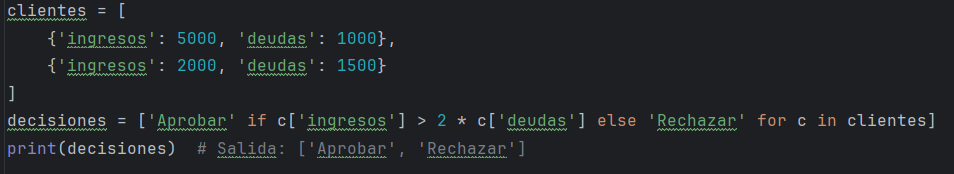 clientes = [
    {'ingresos': 5000, 'deudas': 1000},
    {'ingresos': 2000, 'deudas': 1500}
]
decisiones = ['Aprobar' if c['ingresos'] > 2 * c['deudas'] else 'Rechazar' for c in clientes]
print(decisiones)  # Salida: ['Aprobar', 'Rechazar']